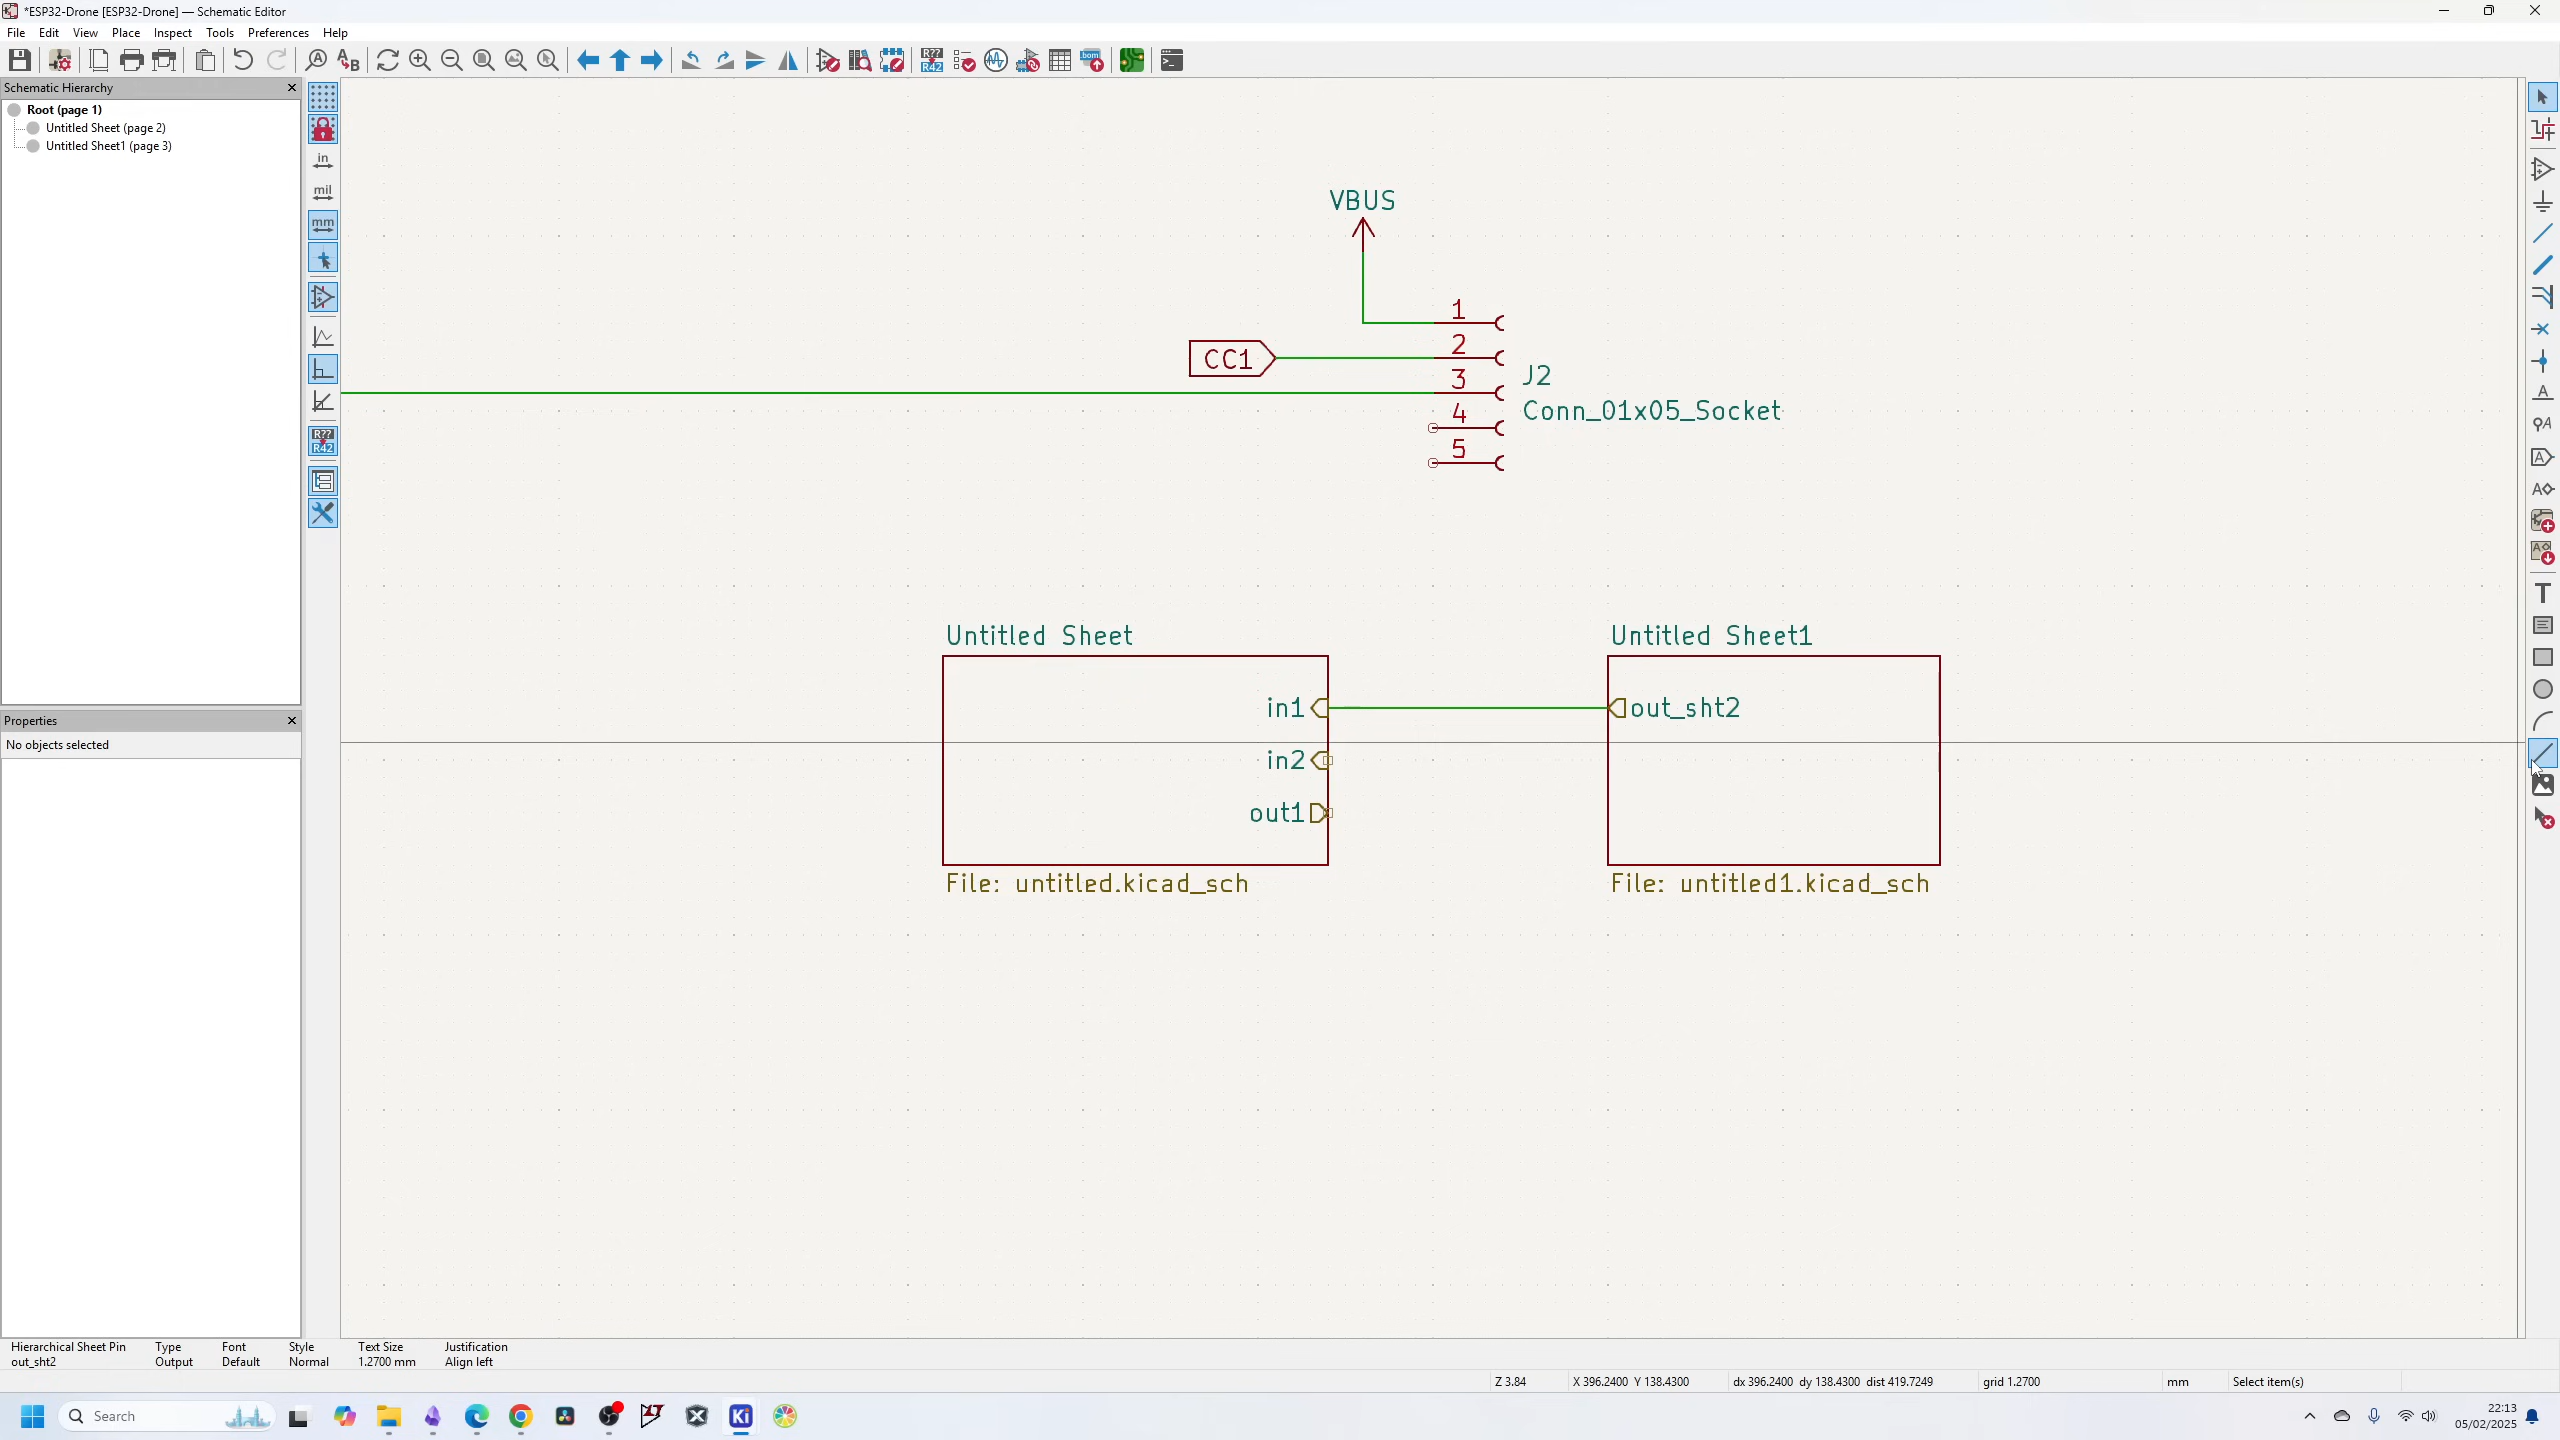 *ESP32-Drone [ESP32-Drone] — Schematic Editor
File Edit View Place Inspect Tools Preferences Help
Schematic Hierarchy
Root (page 1)
Untitled Sheet (page 2)
Untitled Sheet1 (page 3)
in
mil
mm
R??
R42
Properties
No objects selected
VBUS
1
CC1
2
3
4
5
J2
Conn_01x05_Socket
Untitled Sheet
in1
in2
out1
File: untitled.kicad_sch
Untitled Sheet1
out_sht2
File: untitled1.kicad_sch
Hierarchical Sheet Pin Type Font Style Text Size Justification
out_sht2 Output Default Normal 1.2700 mm Align left
Z 3.84 X 396.2400 Y 138.4300 dx 396.2400 dy 138.4300 dist 419.7249 grid 1.2700 mm Select item(s)
Search
22:13
05/02/2025